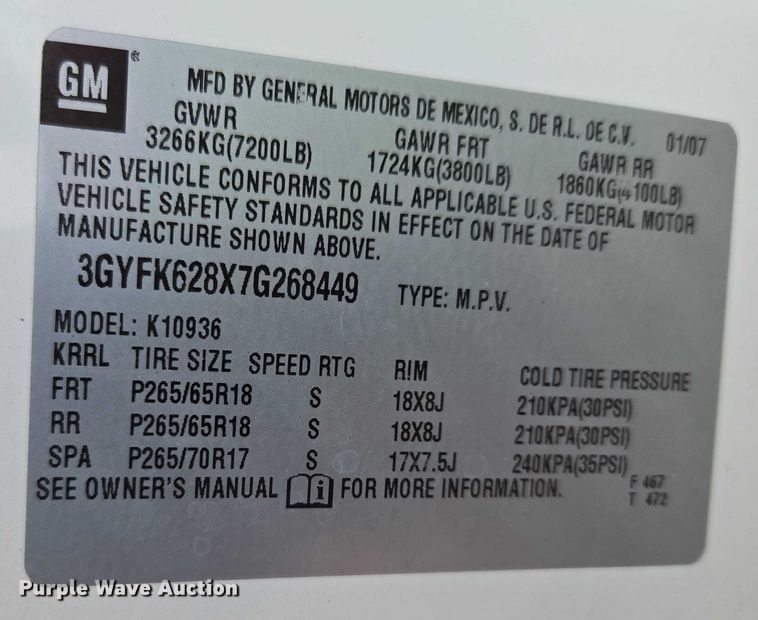 GM
MFD BY GENERAL MOTORS DE MEXICO, S. DE R.L. DE C.V. 01/07
GVWR GAWR FRT GAWR RR
3266KG(7200LB) 1724KG(3800LB) 1860KG(4100LB)
THIS VEHICLE CONFORMS TO ALL APPLICABLE U.S. FEDERAL MOTOR
VEHICLE SAFETY STANDARDS IN EFFECT ON THE DATE OF
MANUFACTURE SHOWN ABOVE.
3GYFK628X7G268449 TYPE: M.P.V.
MODEL: K10936
KRRL TIRE SIZE SPEED RTG RIM COLD TIRE PRESSURE
FRT P265/65R18 S 18X8J 210KPA(30PSI)
RR P265/65R18 S 18X8J 210KPA(30PSI)
SPA P265/70R17 S 17X7.5J 240KPA(35PSI)
SEE OWNER'S MANUAL i FOR MORE INFORMATION. F 467
T 472
Purple Wave Auction